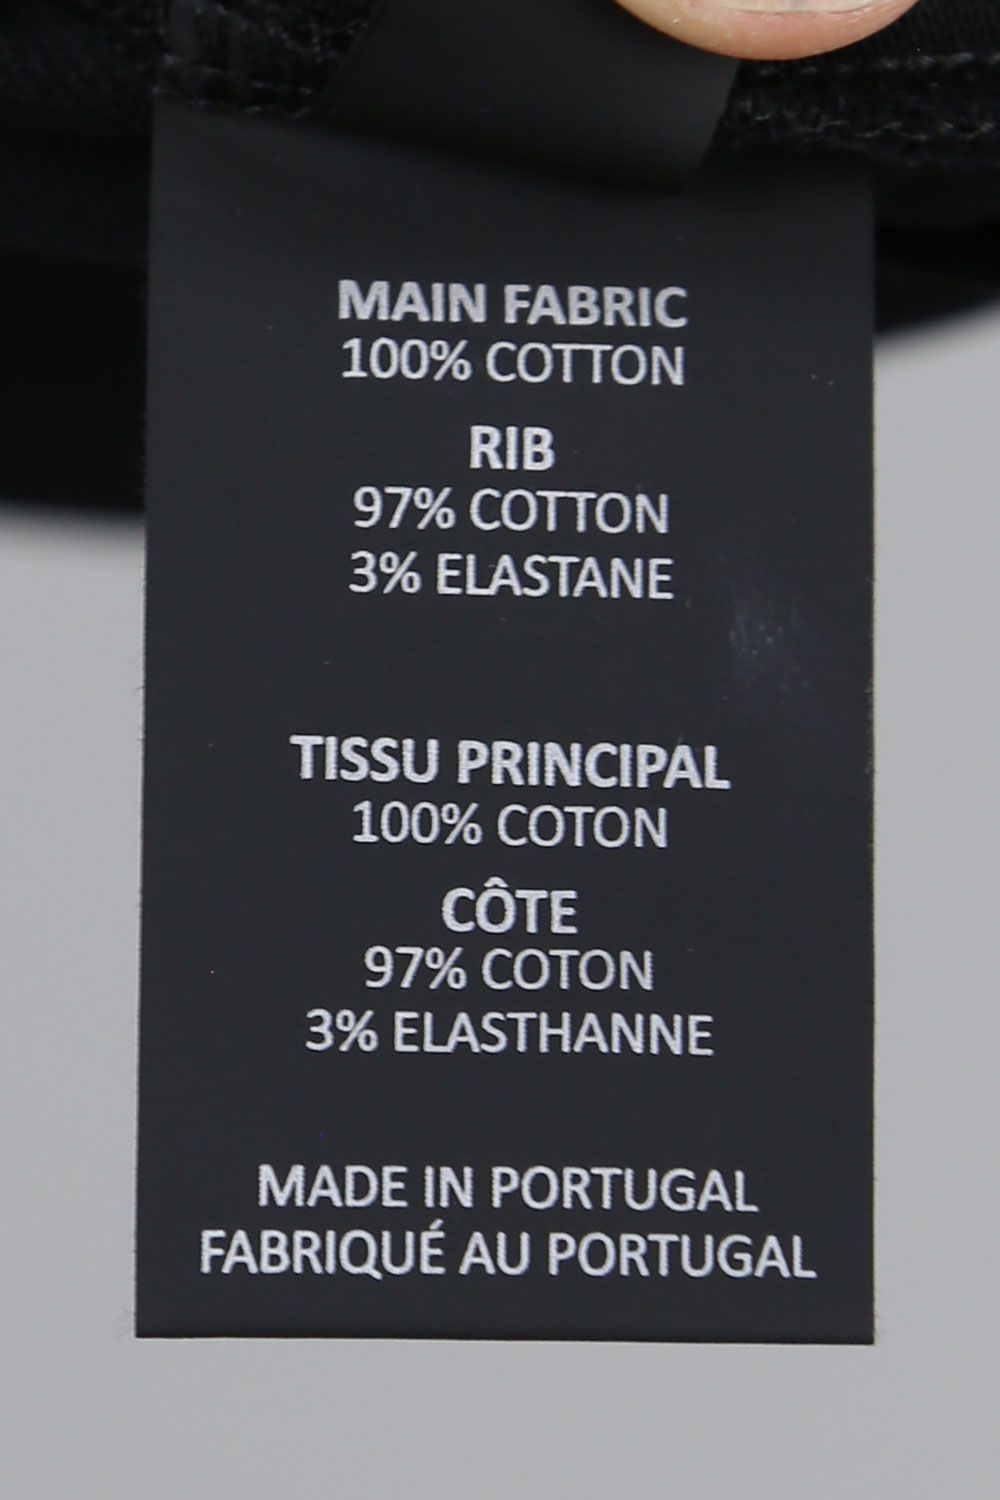 MAIN FABRIC
100% COTTON
RIB
97% COTTON
3% ELASTANE
TISSU PRINCIPAL
100% COTON
CÔTE
97% COTON
3% ELASTHANNE
MADE IN PORTUGAL
FABRIQUÉ AU PORTUGAL